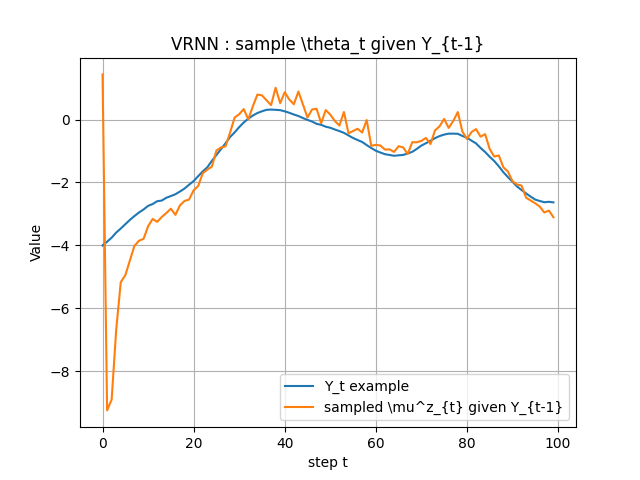 VRNN : sample \theta_t given Y_{t-1}
Value
0
−2
−4
−6
−8
0 20 40 60 80 100
step t
Y_t example
sampled \mu^z_{t} given Y_{t-1}